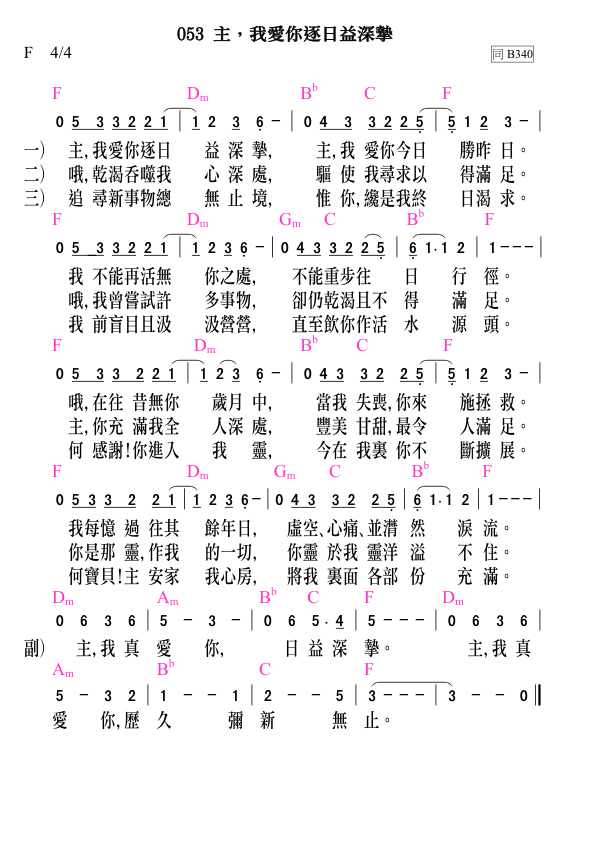 053 主，我愛你逐日益深摯
F 4/4 同 B340
F Dm Bb C F
0 5 3 3 2 2 1 | 1 2 3 6 - | 0 4 3 3 2 2 5 | 5 1 2 3 - |
一） 主,我愛你逐日 益 深 摯, 主,我 愛你今日 勝昨 日。
二） 哦,乾渴吞噬我 心 深 處, 驅 使 我尋求以 得滿 足。
三） 追 尋新事物總 無 止 境, 惟 你,纔是我終 日渴 求。
F Dm Gm C Bb F
0 5 3 3 2 2 1 | 1 2 3 6 - | 0 4 3 3 2 2 5 | 6 1. 1 2 | 1 - - - |
我 不能再活無 你之處, 不能重步往 日 行 徑。
哦,我曾嘗試許 多事物, 卻仍乾渴且不 得 滿 足。
我 前盲目且汲 汲營營, 直至飲你作活 水 源 頭。
F Dm Bb C F
0 5 3 3 2 2 1 | 1 2 3 6 - | 0 4 3 3 2 2 5 | 5 1 2 3 - |
哦,在往 昔無你 歲月 中, 當我 失喪,你來 施拯 救。
主,你充 滿我全 人深 處, 豐美 甘甜,最令 人滿 足。
何 感謝!你進入 我 靈, 今在 我裏 你不 斷擴 展。
F Dm Gm C Bb F
0 5 3 3 2 2 1 | 1 2 3 6 - | 0 4 3 3 2 2 5 | 6 1. 1 2 | 1 - - - |
我每憶 過 往其 餘年日, 虛空、心痛、並潸 然 淚 流。
你是那 靈,作我 的一切, 你靈 於我 靈洋 溢 不 住。
何寶貝!主 安家 我心房, 將我 裏面 各部 份 充 滿。
Dm Am Bb C F Dm
0 6 3 6 | 5 - 3 - | 0 6 5. 4 | 5 - - - | 0 6 3 6 |
副） 主,我 真 愛 你, 日 益 深 摯。 主,我 真
Am Bb C F
5 - 3 2 | 1 - - 1 | 2 - - 5 | 3 - - - | 3 - - 0 ||
愛 你,歷 久 彌 新 無 止。